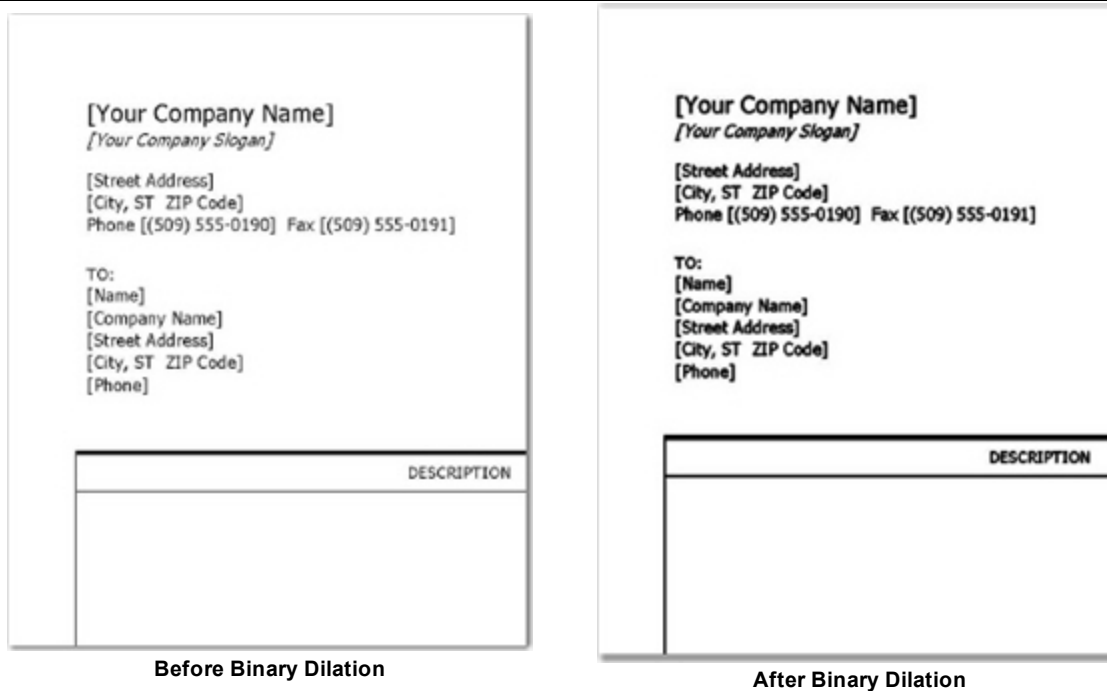 [Your Company Name]
[Your Company Slogan]
[Street Address]
[City, ST  ZIP Code]
Phone [(509) 555-0190]  Fax [(509) 555-0191]
TO:
[Name]
[Company Name]
[Street Address]
[City, ST  ZIP Code]
[Phone]
DESCRIPTION
Before Binary Dilation
[Your Company Name]
[Your Company Slogan]
[Street Address]
[City, ST  ZIP Code]
Phone [(509) 555-0190]  Fax [(509) 555-0191]
TO:
[Name]
[Company Name]
[Street Address]
[City, ST  ZIP Code]
[Phone]
DESCRIPTION
After Binary Dilation